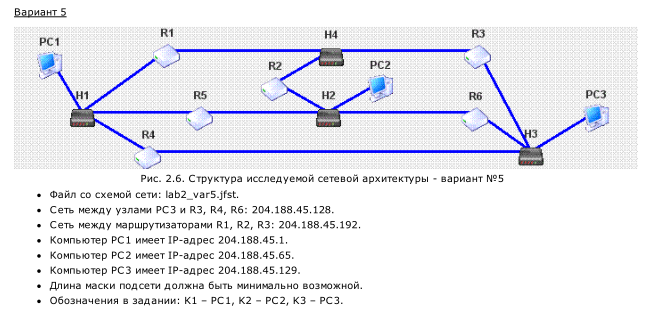 Вариант 5
R1
H4
R3
PC1
R2
PC2
H1
R5
H2
R6
PC3
R4
H3
Рис. 2.6. Структура исследуемой сетевой архитектуры - вариант №5
• Файл со схемой сети: lab2_var5.jfst.
• Сеть между узлами PC3 и R3, R4, R6: 204.188.45.128.
• Сеть между маршрутизаторами R1, R2, R3: 204.188.45.192.
• Компьютер PC1 имеет IP-адрес 204.188.45.1.
• Компьютер PC2 имеет IP-адрес 204.188.45.65.
• Компьютер PC3 имеет IP-адрес 204.188.45.129.
• Длина маски подсети должна быть минимально возможной.
• Обозначения в задании: K1 – PC1, K2 – PC2, K3 – PC3.